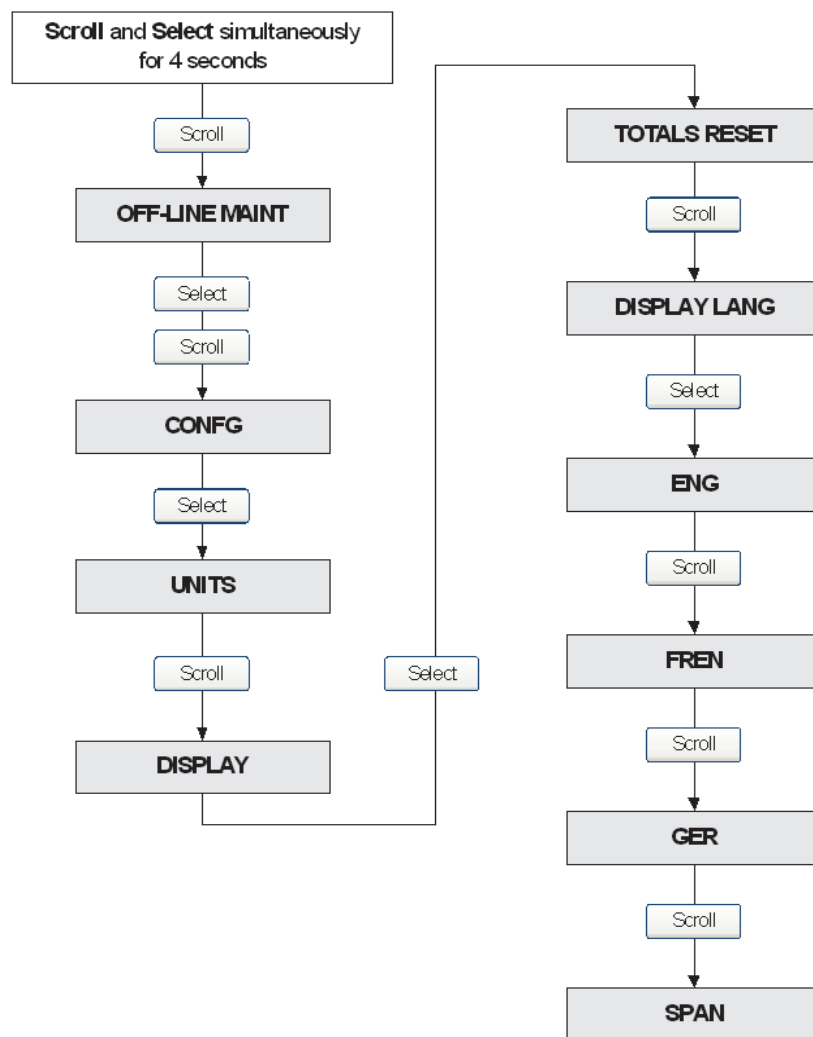 Scroll and Select simultaneously
for 4 seconds
Scroll
OFF-LINE MAINT
Select
Scroll
CONFG
Select
UNITS
Scroll
DISPLAY
Select
TOTALS RESET
Scroll
DISPLAY LANG
Select
ENG
Scroll
FREN
Scroll
GER
Scroll
SPAN